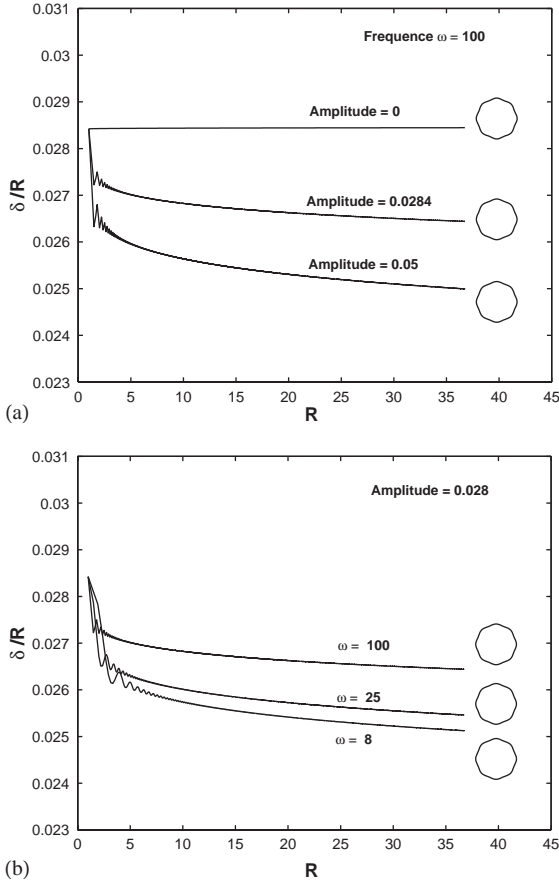 0.031
Frequence ω = 100
0.03
0.029
Amplitude = 0
0.028
δ /R
0.027
Amplitude = 0.0284
0.026
Amplitude = 0.05
0.025
0.024
0.023
0 5 10 15 20 25 30 35 40 45
(a)
R
0.031
Amplitude = 0.028
0.03
0.029
0.028
δ /R
0.027
ω = 100
0.026
ω = 25
0.025
ω = 8
0.024
0.023
0 5 10 15 20 25 30 35 40 45
(b)
R